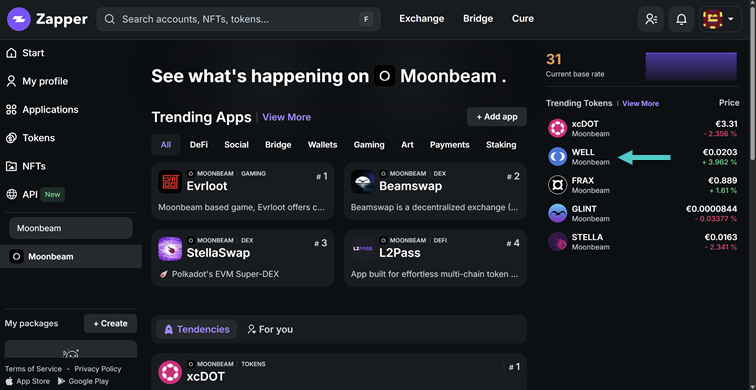 Zapper
Search accounts, NFTs, tokens...
F
Exchange
Bridge
Cure
Start
My profile
Applications
Tokens
NFTs
API New
Moonbeam
Moonbeam
My packages
+ Create
Terms of Service - Privacy Policy
App Store Google Play
See what's happening on Moonbeam .
Trending Apps View More
+ Add app
All DeFi Social Bridge Wallets Gaming Art Payments Staking
MOONBEAM GAMING
# 1
Evrloot
Moonbeam based game, Evrloot offers c...
MOONBEAM DEX
# 2
Beamswap
Beamswap is a decentralized exchange (...
MOONBEAM DEX
# 3
StellaSwap
Polkadot's EVM Super-DEX
MOONBEAM DEFI
# 4
L2PASS
L2Pass
App built for effortless multi-chain token ...
Tendencies
For you
MOONBEAM TOKENS
# 1
xcDOT
31
Current base rate
Trending Tokens View More Price
xcDOT €3.31
Moonbeam - 2.356 %
WELL €0.0203
Moonbeam + 3.962 %
FRAX €0.889
Moonbeam + 1.61 %
GLINT €0.0000844
Moonbeam - 0.03377 %
STELLA €0.0163
Moonbeam - 2.341 %